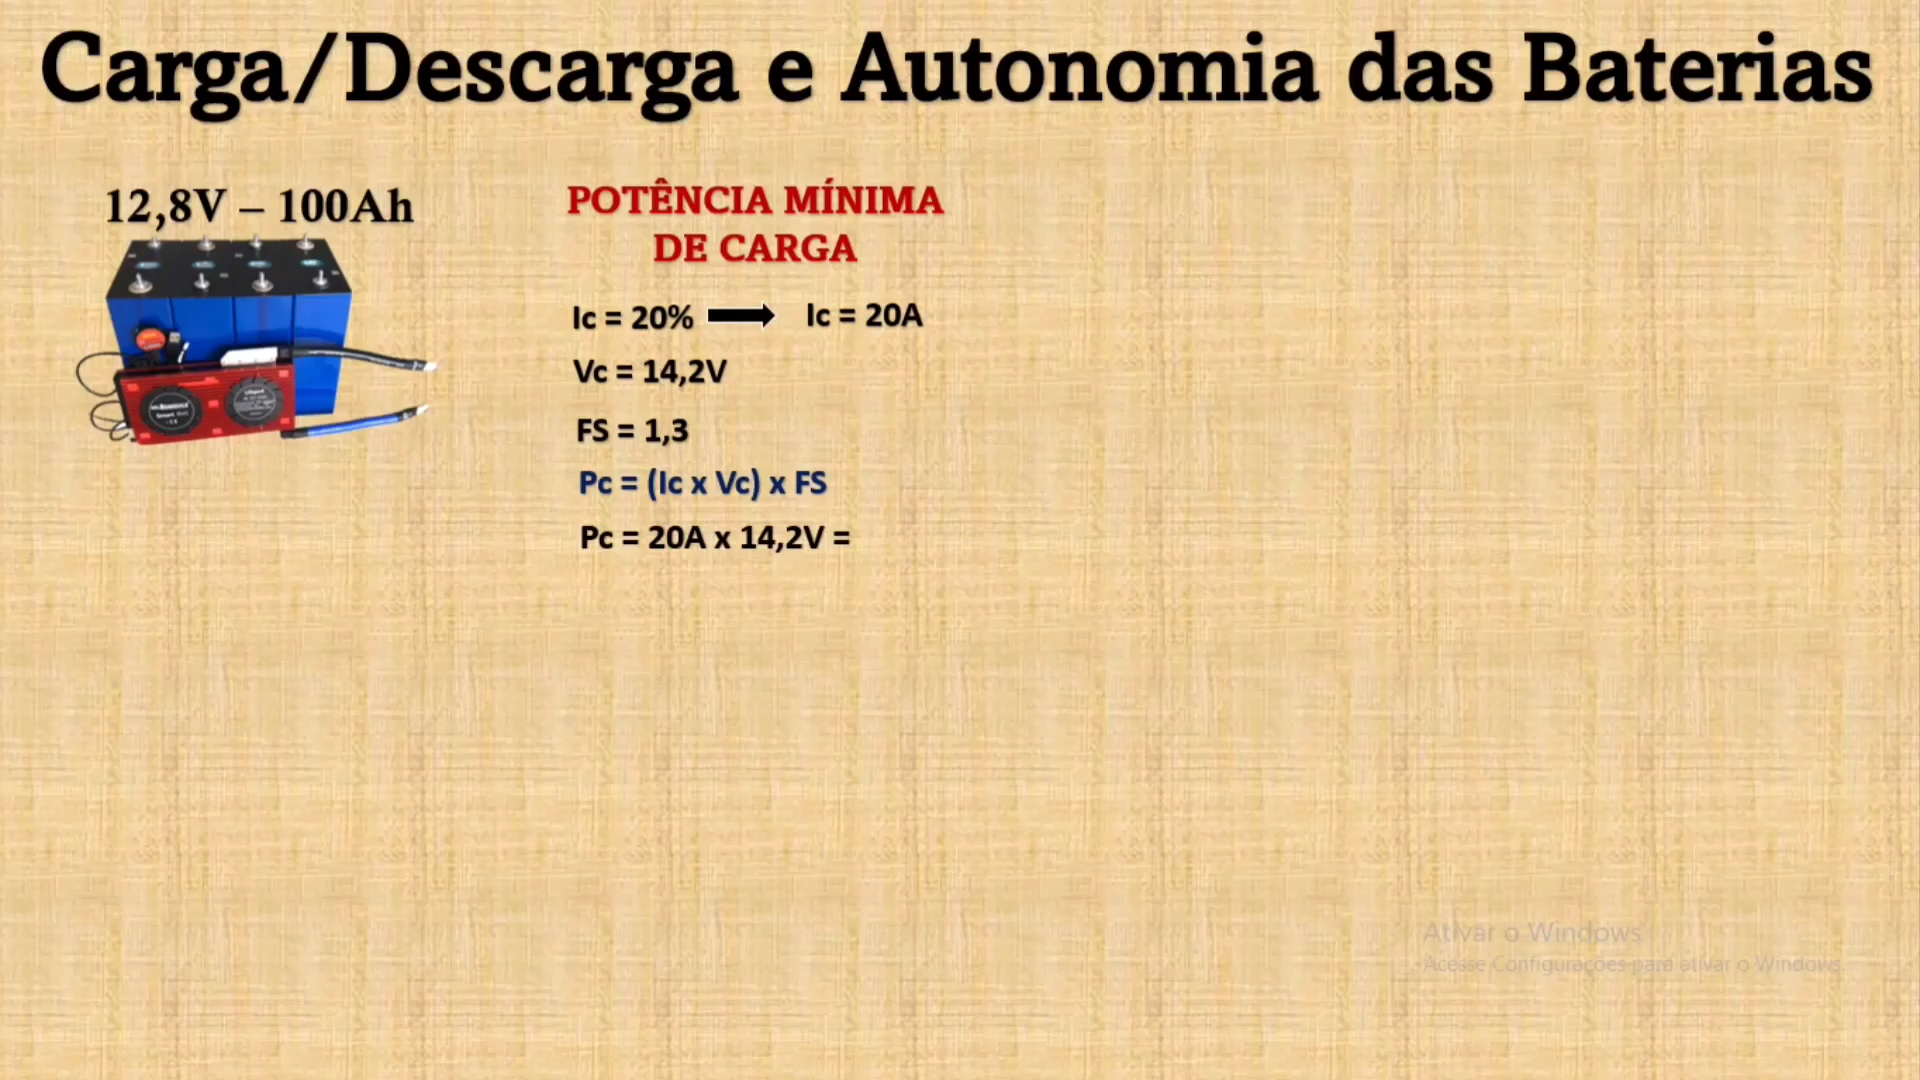 Carga/Descarga e Autonomia das Baterias
12,8V – 100Ah
POTÊNCIA MÍNIMA
DE CARGA
Ic = 20% Ic = 20A
Vc = 14,2V
FS = 1,3
Pc = (Ic x Vc) x FS
Pc = 20A x 14,2V =
Ativar o Windows
Acesse Configurações para ativar o Windows.